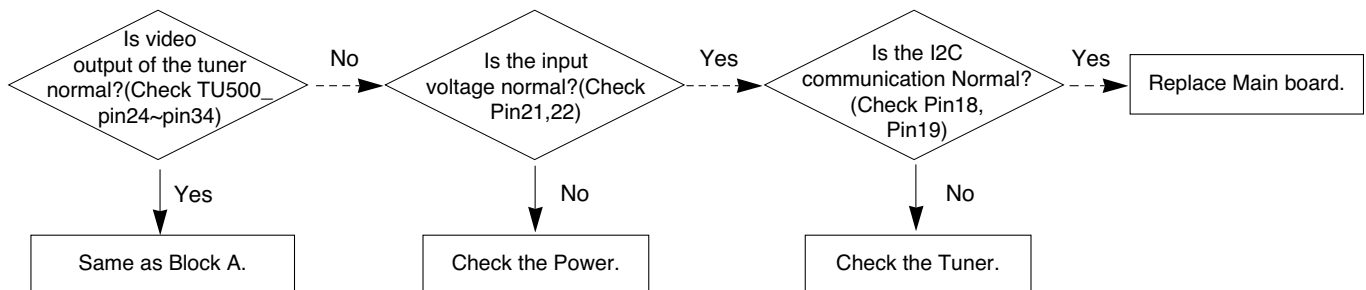 Is video
output of the tuner
normal?(Check TU500_
pin24~pin34)
No
Is the input
voltage normal?(Check
Pin21,22)
Yes
Is the I2C
communication Normal?
(Check Pin18,
Pin19)
Yes
Replace Main board.
Yes
No
No
Same as Block A.
Check the Power.
Check the Tuner.